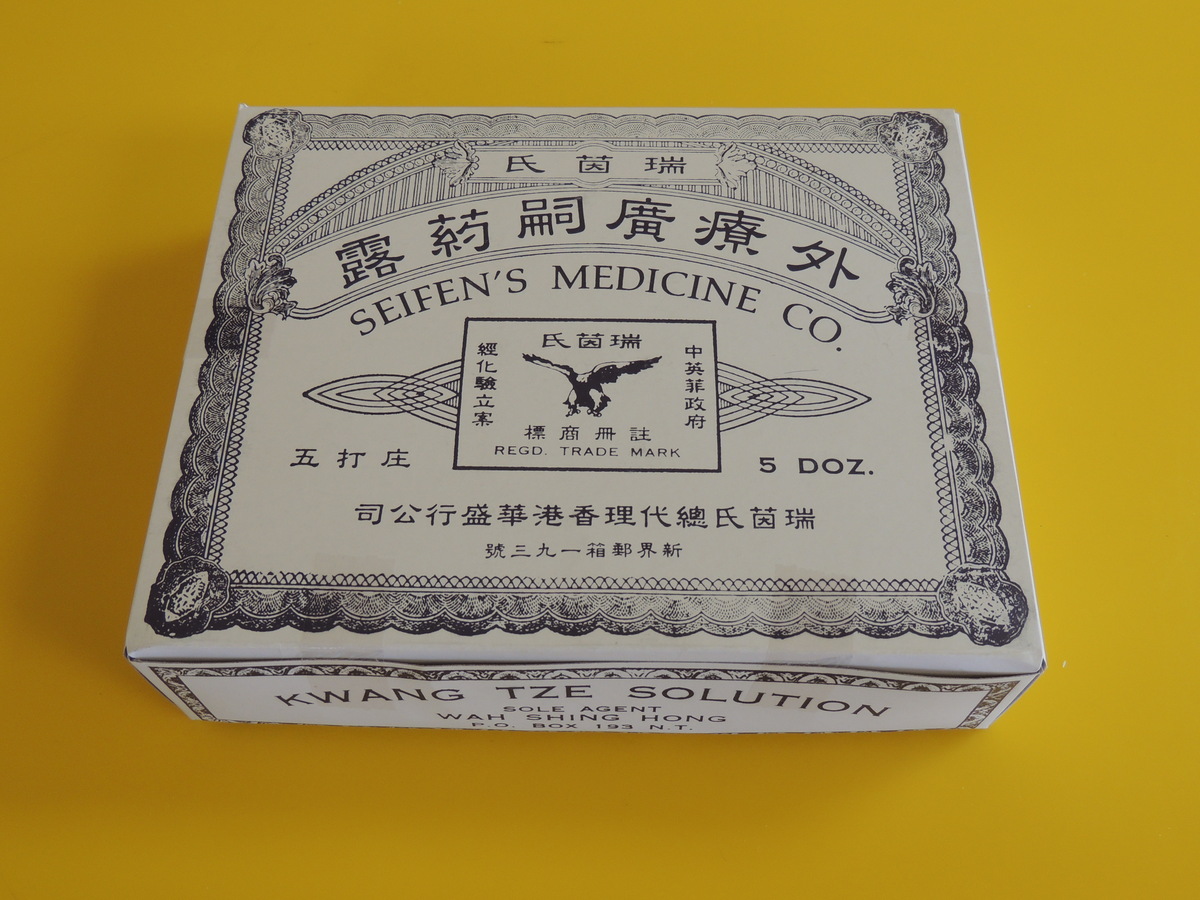 瑞茵氏
外療廣嗣葯露
SEIFEN'S MEDICINE CO.
瑞茵氏
中英菲政府
經化驗立案
註冊商標
REGD. TRADE MARK
五打庄
5 DOZ.
瑞茵氏總代理香港華盛行公司
新界郵箱一九三號
KWANG TZE SOLUTION
SOLE AGENT
WAH SHING HONG
P.O. BOX 193 N.T.